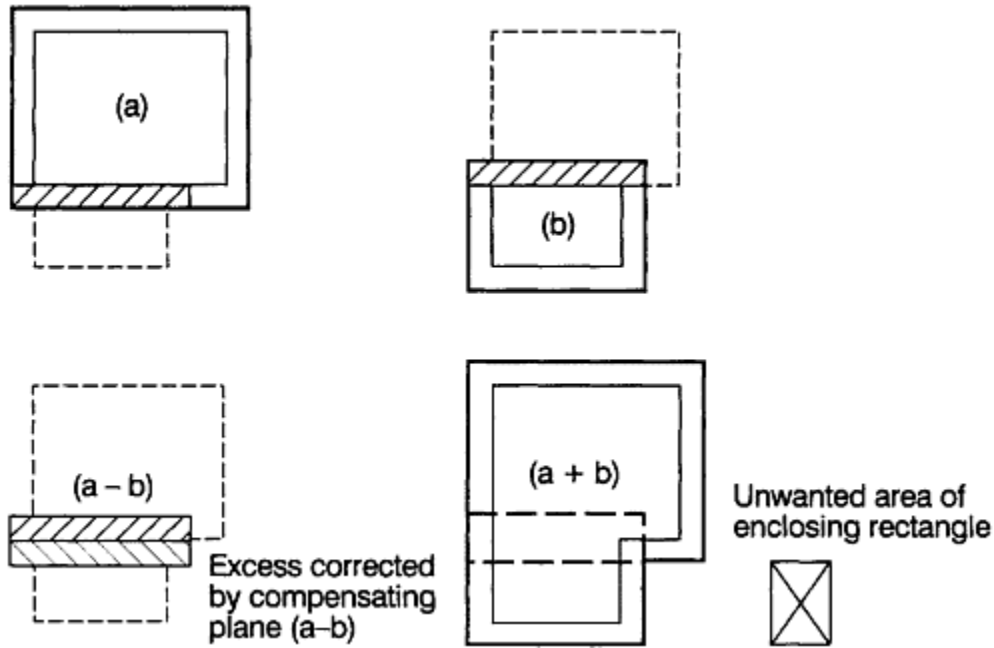 (a)
(b)
(a – b)
Excess corrected
by compensating
plane (a–b)
(a + b)
Unwanted area of
enclosing rectangle